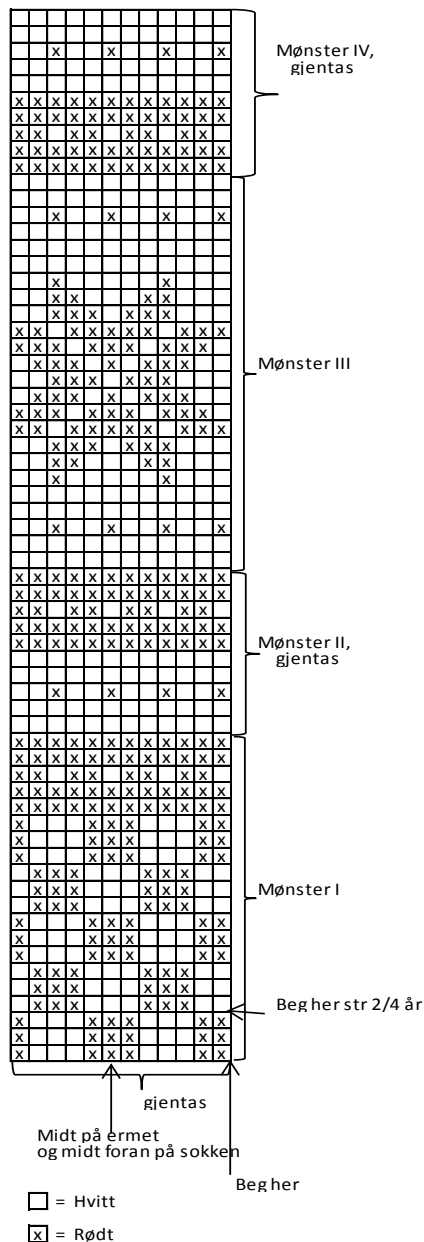 Mønster IV,
gjentas
Mønster III
Mønster II,
gjentas
Mønster I
Beg her str 2/4 år
gjentas
Midt på ermet
og midt foran på sokken
Beg her
= Hvitt
x = Rødt